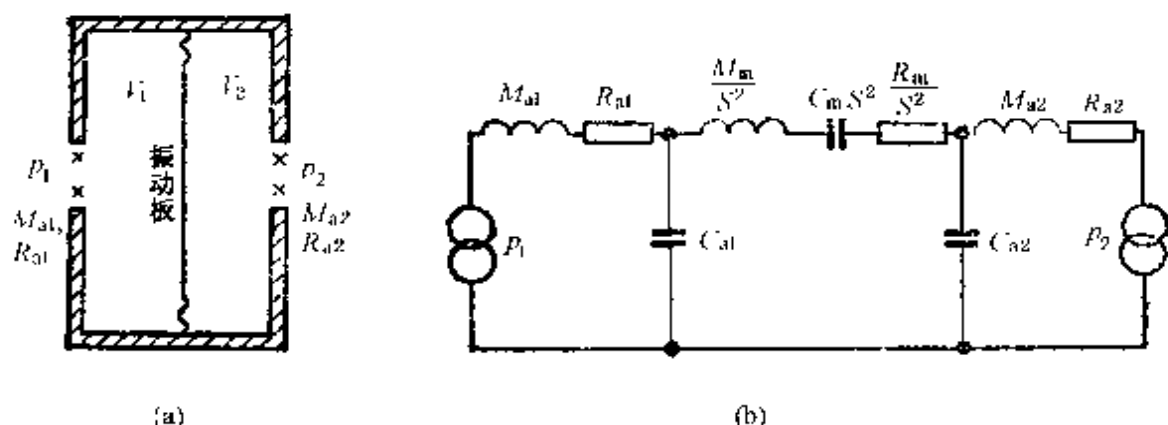 V₁ V₂
振动板
p₁
p₂
Mₐ₁,
Rₐ₁
Mₐ₂
Rₐ₂
(a)
Mₐ₁ Rₐ₁ Mₘ/S² CₘS² Rₘ/S² Mₐ₂ Rₐ₂
p₁ Cₐ₁ Cₐ₂ p₂
(b)